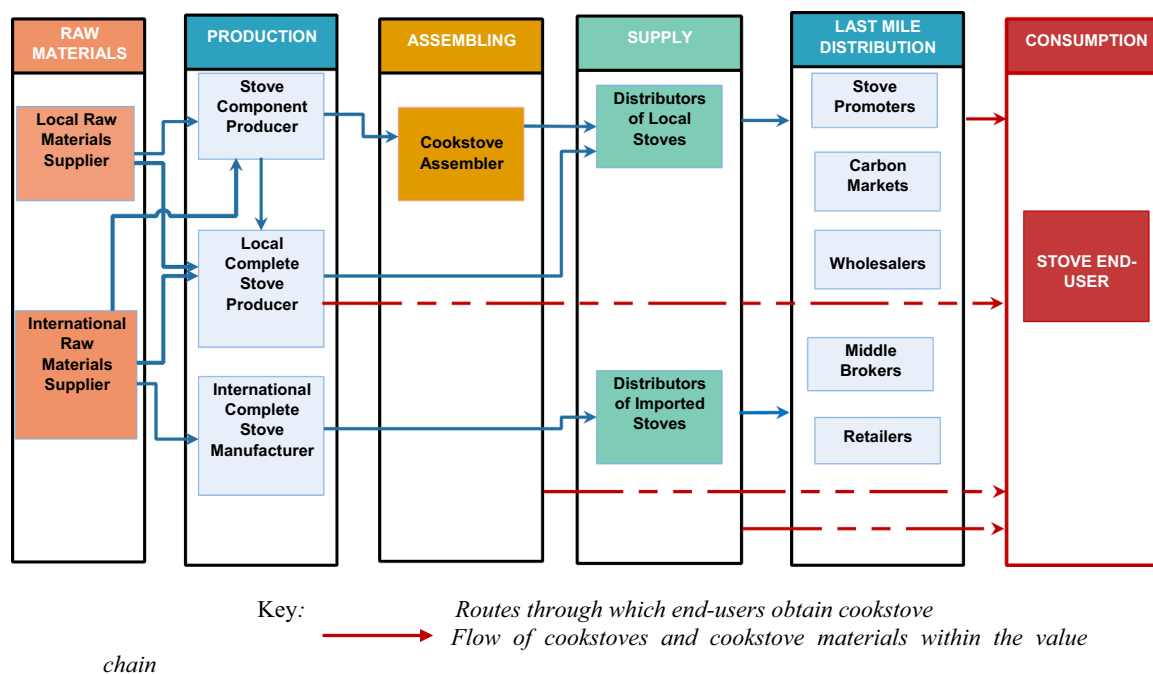 RAW
MATERIALS
Local Raw
Materials
Supplier
International
Raw
Materials
Supplier
PRODUCTION
Stove
Component
Producer
Local
Complete
Stove
Producer
International
Complete
Stove
Manufacturer
ASSEMBLING
Cookstove
Assembler
SUPPLY
Distributors
of Local
Stoves
Distributors
of Imported
Stoves
LAST MILE
DISTRIBUTION
Stove
Promoters
Carbon
Markets
Wholesalers
Middle
Brokers
Retailers
CONSUMPTION
STOVE END-
USER
Key: Routes through which end-users obtain cookstove
Flow of cookstoves and cookstove materials within the value
chain